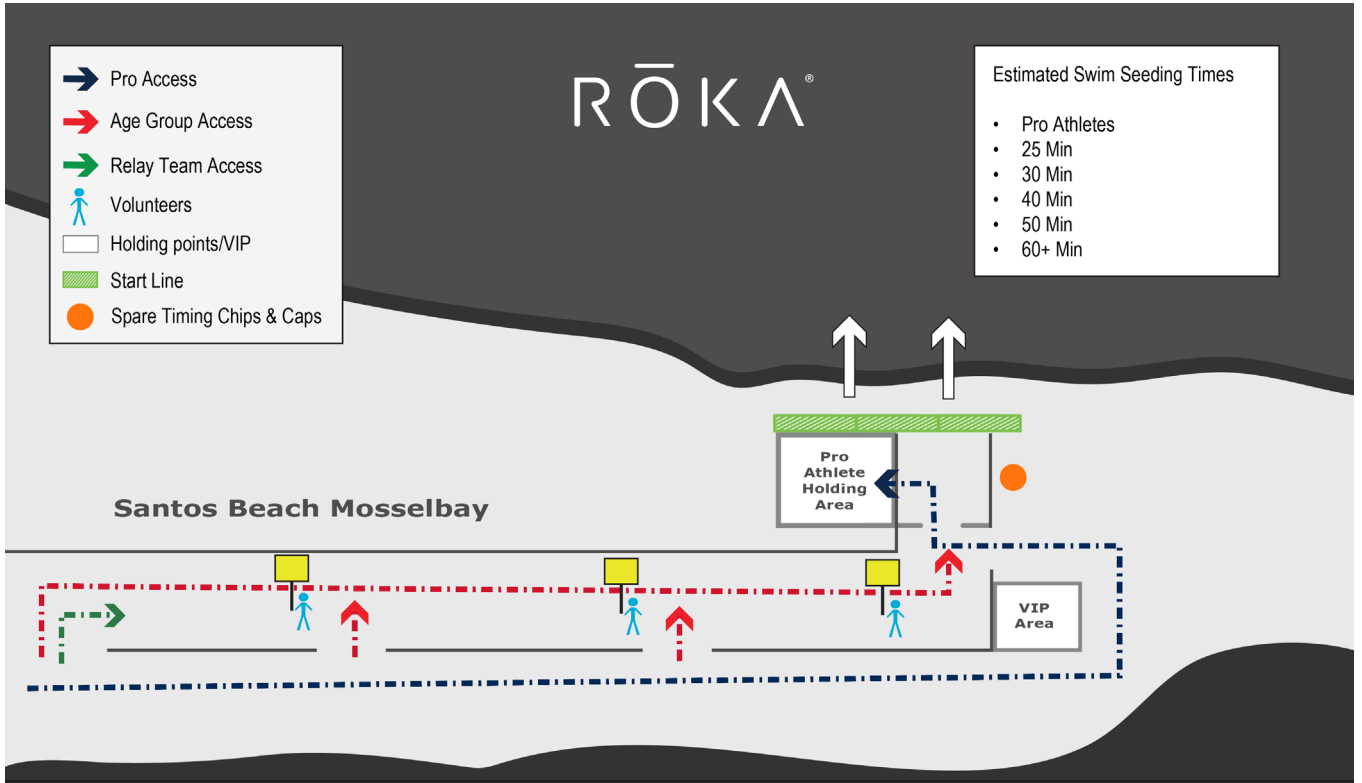 Pro Access
Age Group Access
Relay Team Access
Volunteers
Holding points/VIP
Start Line
Spare Timing Chips & Caps
RŌKA®
Estimated Swim Seeding Times
• Pro Athletes
• 25 Min
• 30 Min
• 40 Min
• 50 Min
• 60+ Min
Pro
Athlete
Holding
Area
Santos Beach Mosselbay
VIP
Area